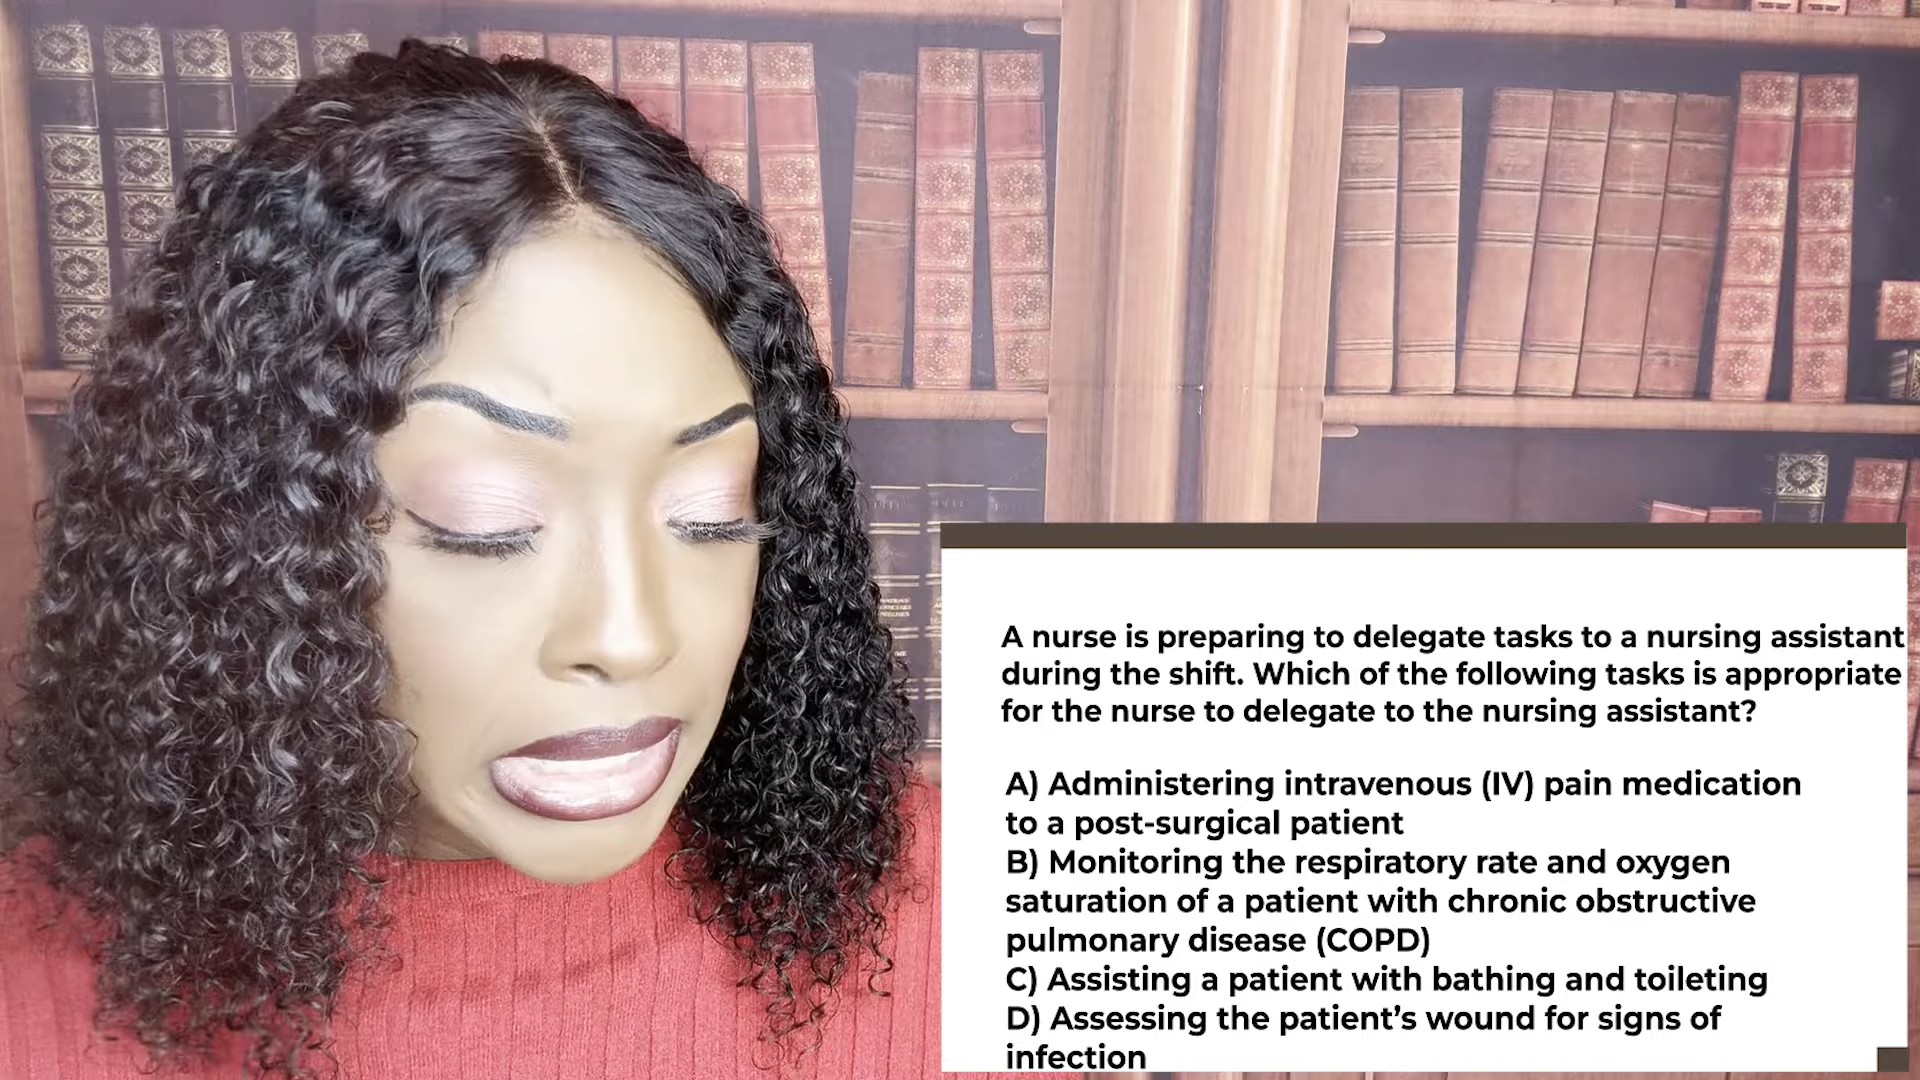 A nurse is preparing to delegate tasks to a nursing assistant
during the shift. Which of the following tasks is appropriate
for the nurse to delegate to the nursing assistant?
A) Administering intravenous (IV) pain medication
to a post-surgical patient
B) Monitoring the respiratory rate and oxygen
saturation of a patient with chronic obstructive
pulmonary disease (COPD)
C) Assisting a patient with bathing and toileting
D) Assessing the patient's wound for signs of
infection